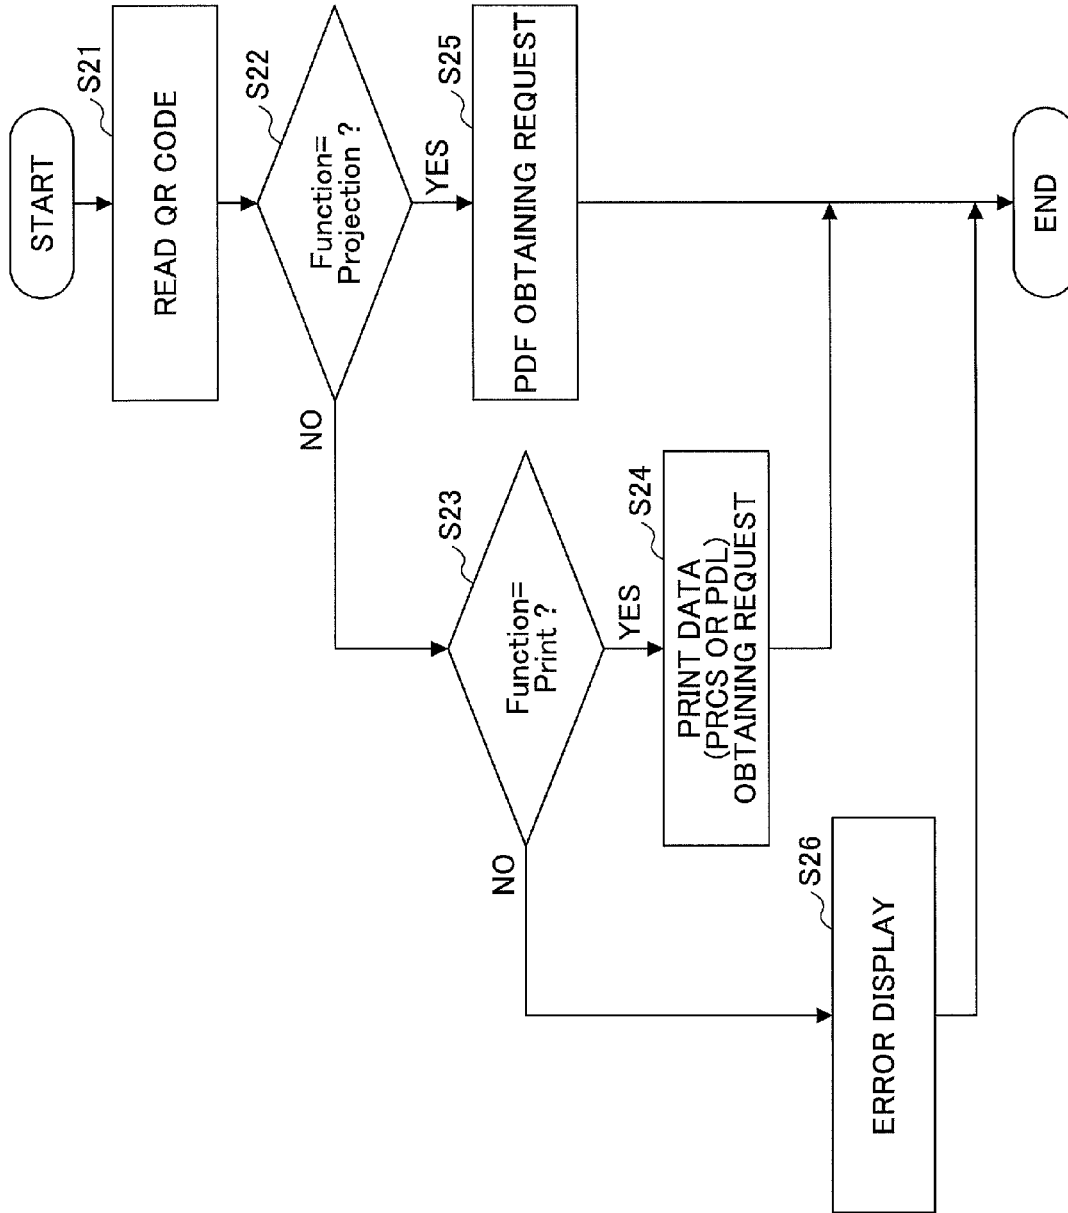 START
S21
READ QR CODE
S22
Function=
Projection ?
YES
NO
S25
PDF OBTAINING REQUEST
S23
Function=
Print ?
YES
NO
S24
PRINT DATA
(PRCS OR PDL)
OBTAINING REQUEST
S26
ERROR DISPLAY
END